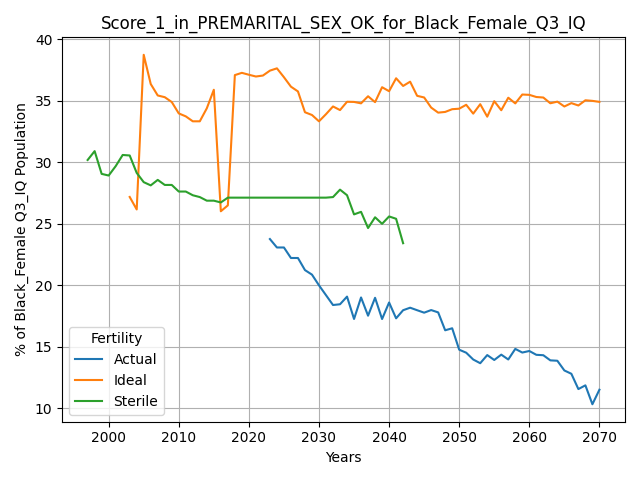 Score_1_in_PREMARITAL_SEX_OK_for_Black_Female_Q3_IQ
% of Black_Female Q3_IQ Population
40
35
30
25
20
15
10
Fertility
Actual
Ideal
Sterile
2000 2010 2020 2030 2040 2050 2060 2070
Years